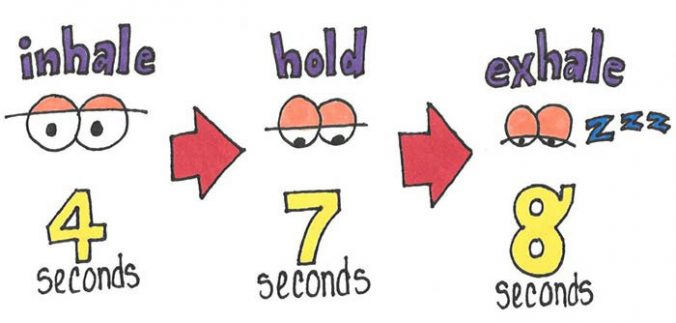 inhale
hold
exhale
zzz
4
seconds
7
seconds
8
seconds